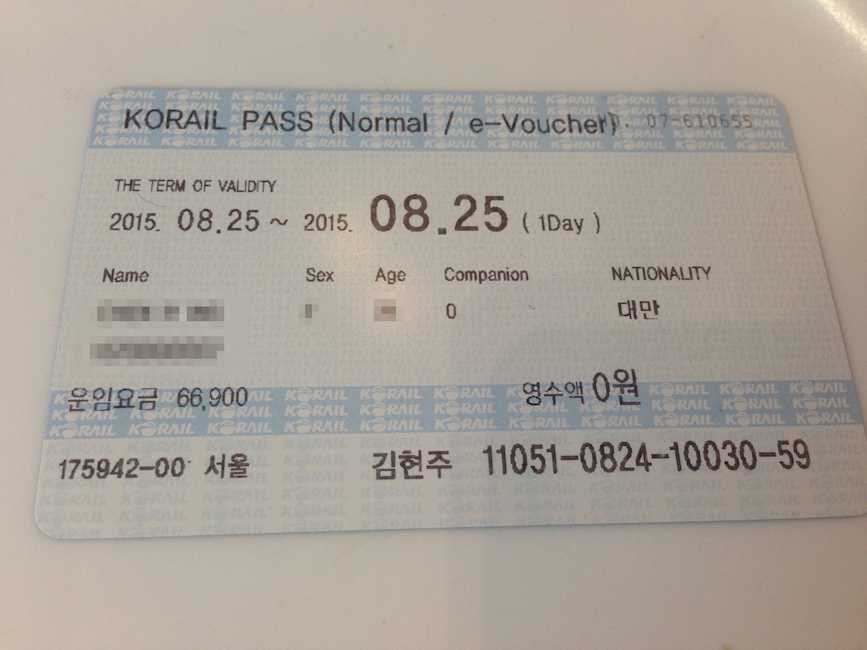 KORAIL PASS (Normal / e-Voucher) 07-610655
THE TERM OF VALIDITY
2015. 08.25 ~ 2015. 08.25 ( 1Day )
Name Sex Age Companion NATIONALITY
0 대만
운임요금 66,900 영수액 0원
175942-00 서울 김현주 11051-0824-10030-59